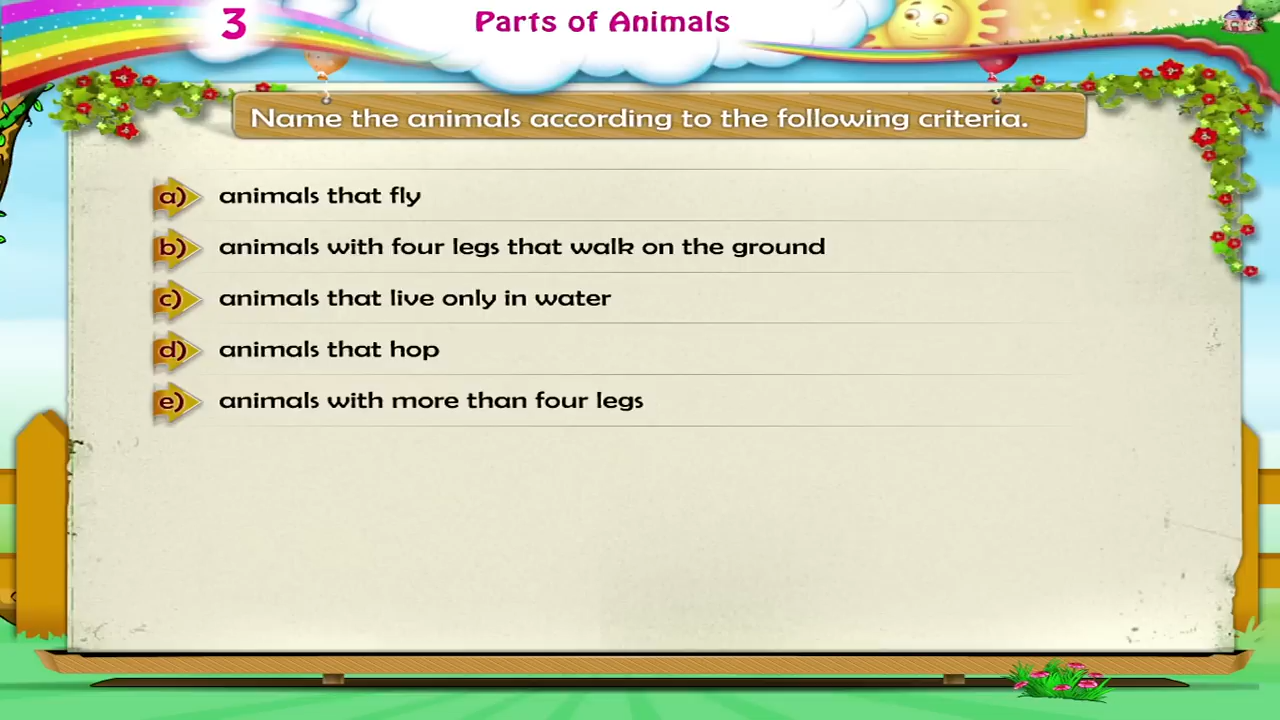 3
Parts of Animals
Name the animals according to the following criteria.
a) animals that fly
b) animals with four legs that walk on the ground
c) animals that live only in water
d) animals that hop
e) animals with more than four legs